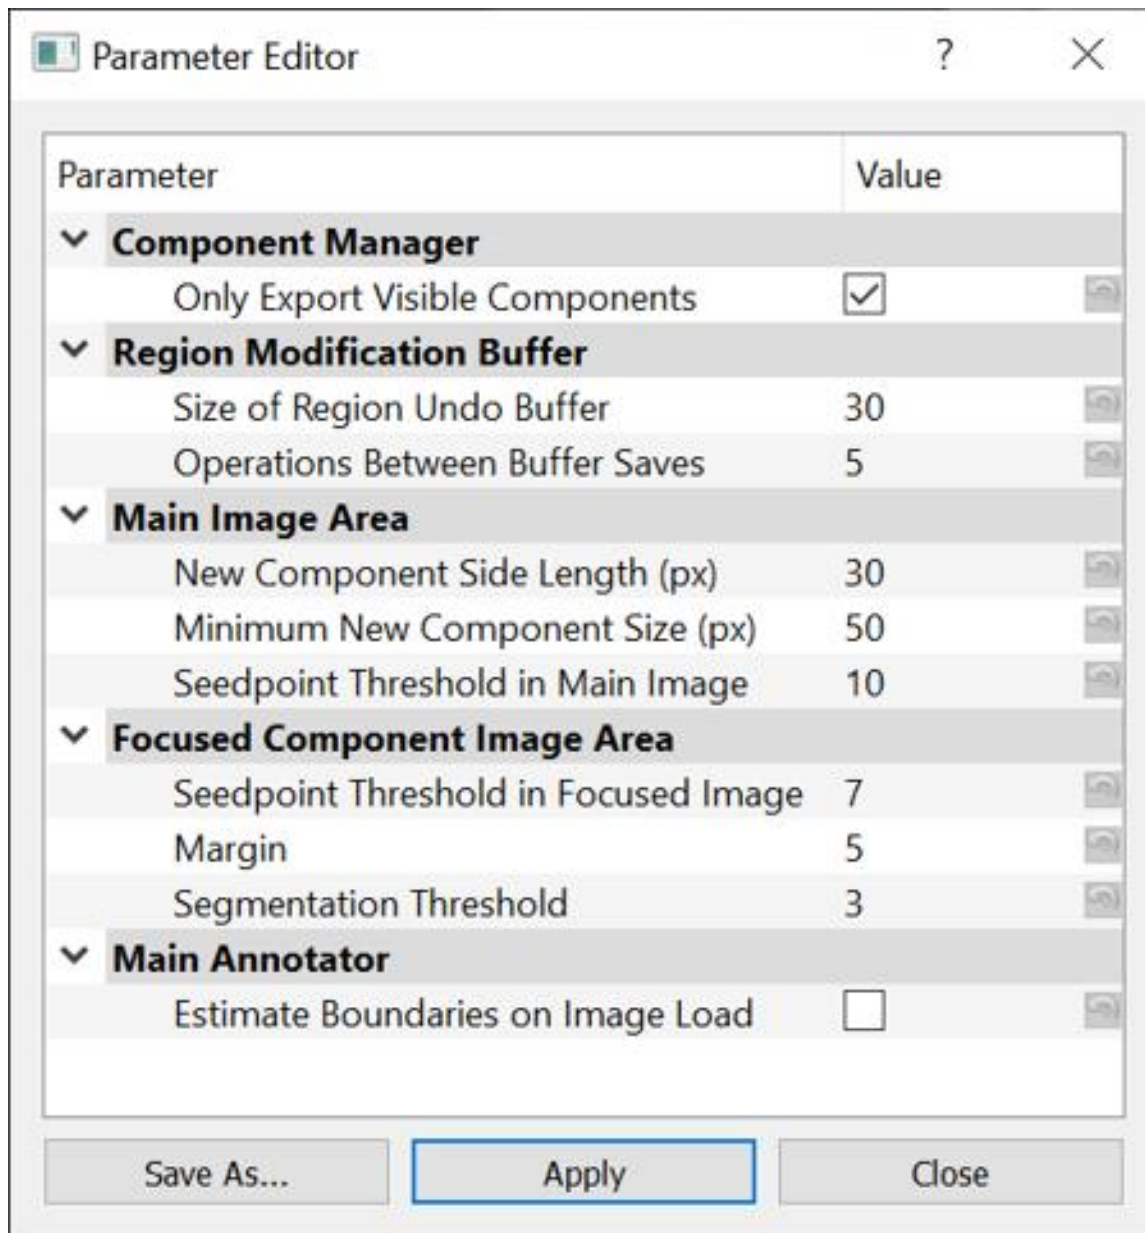 Parameter Editor ?
Parameter Value
Component Manager
Only Export Visible Components
Region Modification Buffer
Size of Region Undo Buffer 30
Operations Between Buffer Saves 5
Main Image Area
New Component Side Length (px) 30
Minimum New Component Size (px) 50
Seedpoint Threshold in Main Image 10
Focused Component Image Area
Seedpoint Threshold in Focused Image 7
Margin 5
Segmentation Threshold 3
Main Annotator
Estimate Boundaries on Image Load
Save As... Apply Close